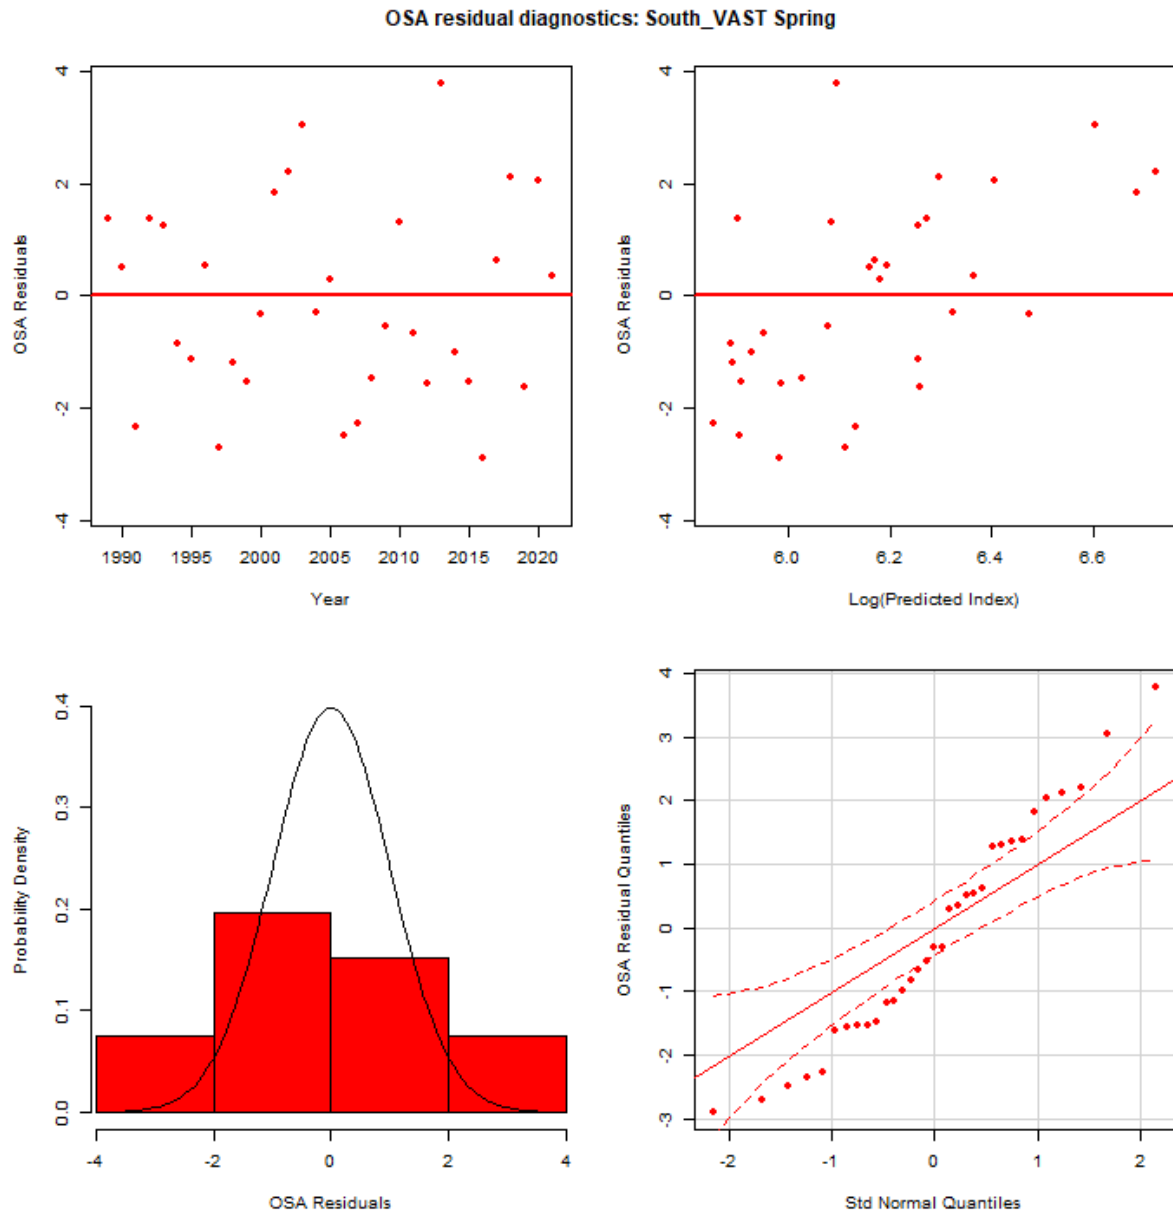 OSA residual diagnostics: South_VAST Spring
4
2
0
-2
-4
OSA Residuals
1990 1995 2000 2005 2010 2015 2020
Year
4
2
0
-2
-4
OSA Residuals
6.0 6.2 6.4 6.6
Log(Predicted Index)
0.4
0.3
0.2
0.1
0.0
Probability Density
-4 -2 0 2 4
OSA Residuals
4
3
2
1
0
-1
-2
-3
OSA Residual Quantiles
-2 -1 0 1 2
Std Normal Quantiles